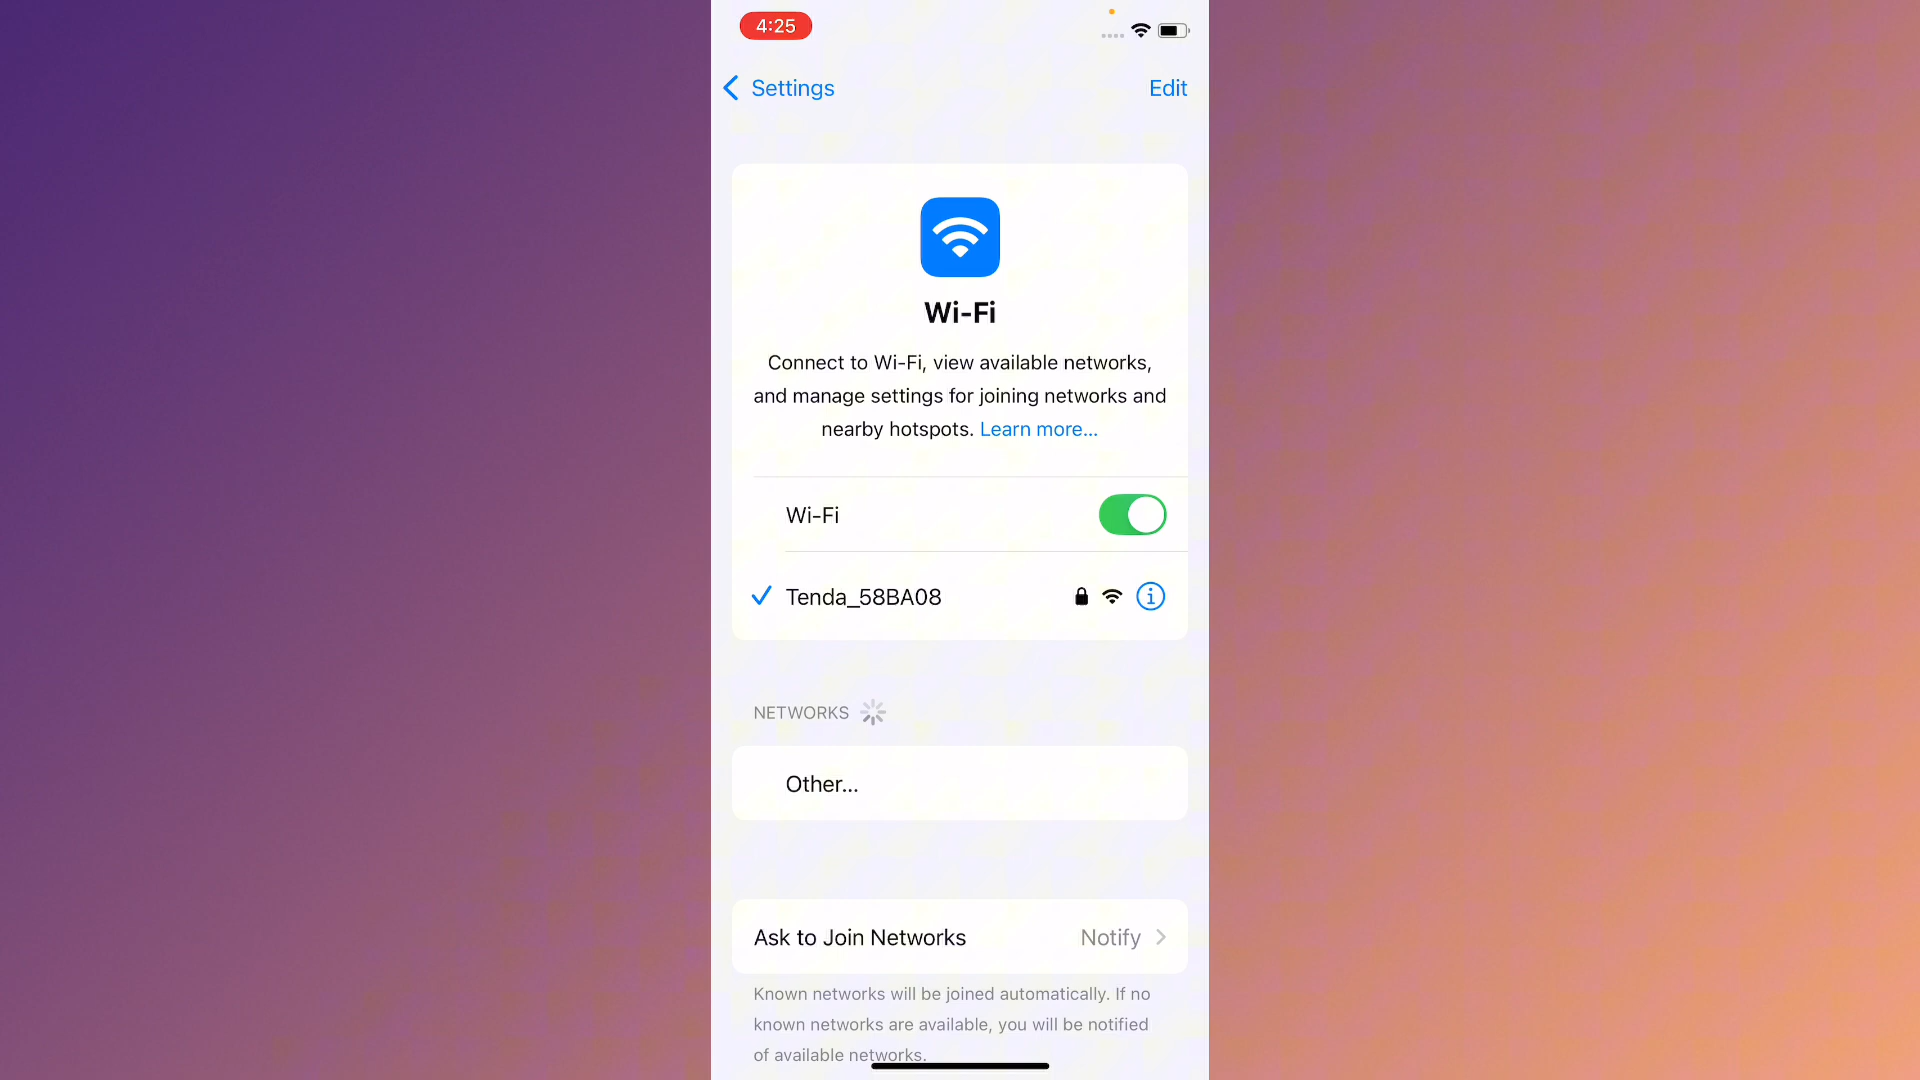 4:25
Settings
Edit
Wi-Fi
Connect to Wi-Fi, view available networks,
and manage settings for joining networks and
nearby hotspots. Learn more...
Wi-Fi
Tenda_58BA08
NETWORKS
Other...
Ask to Join Networks Notify
Known networks will be joined automatically. If no
known networks are available, you will be notified
of available networks.